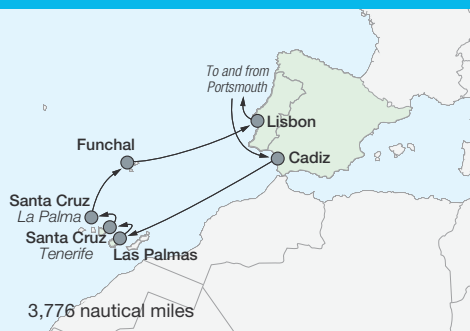 To and from
Portsmouth
Lisbon
Cadiz
Funchal
Santa Cruz
La Palma
Santa Cruz
Tenerife
Las Palmas
3,776 nautical miles